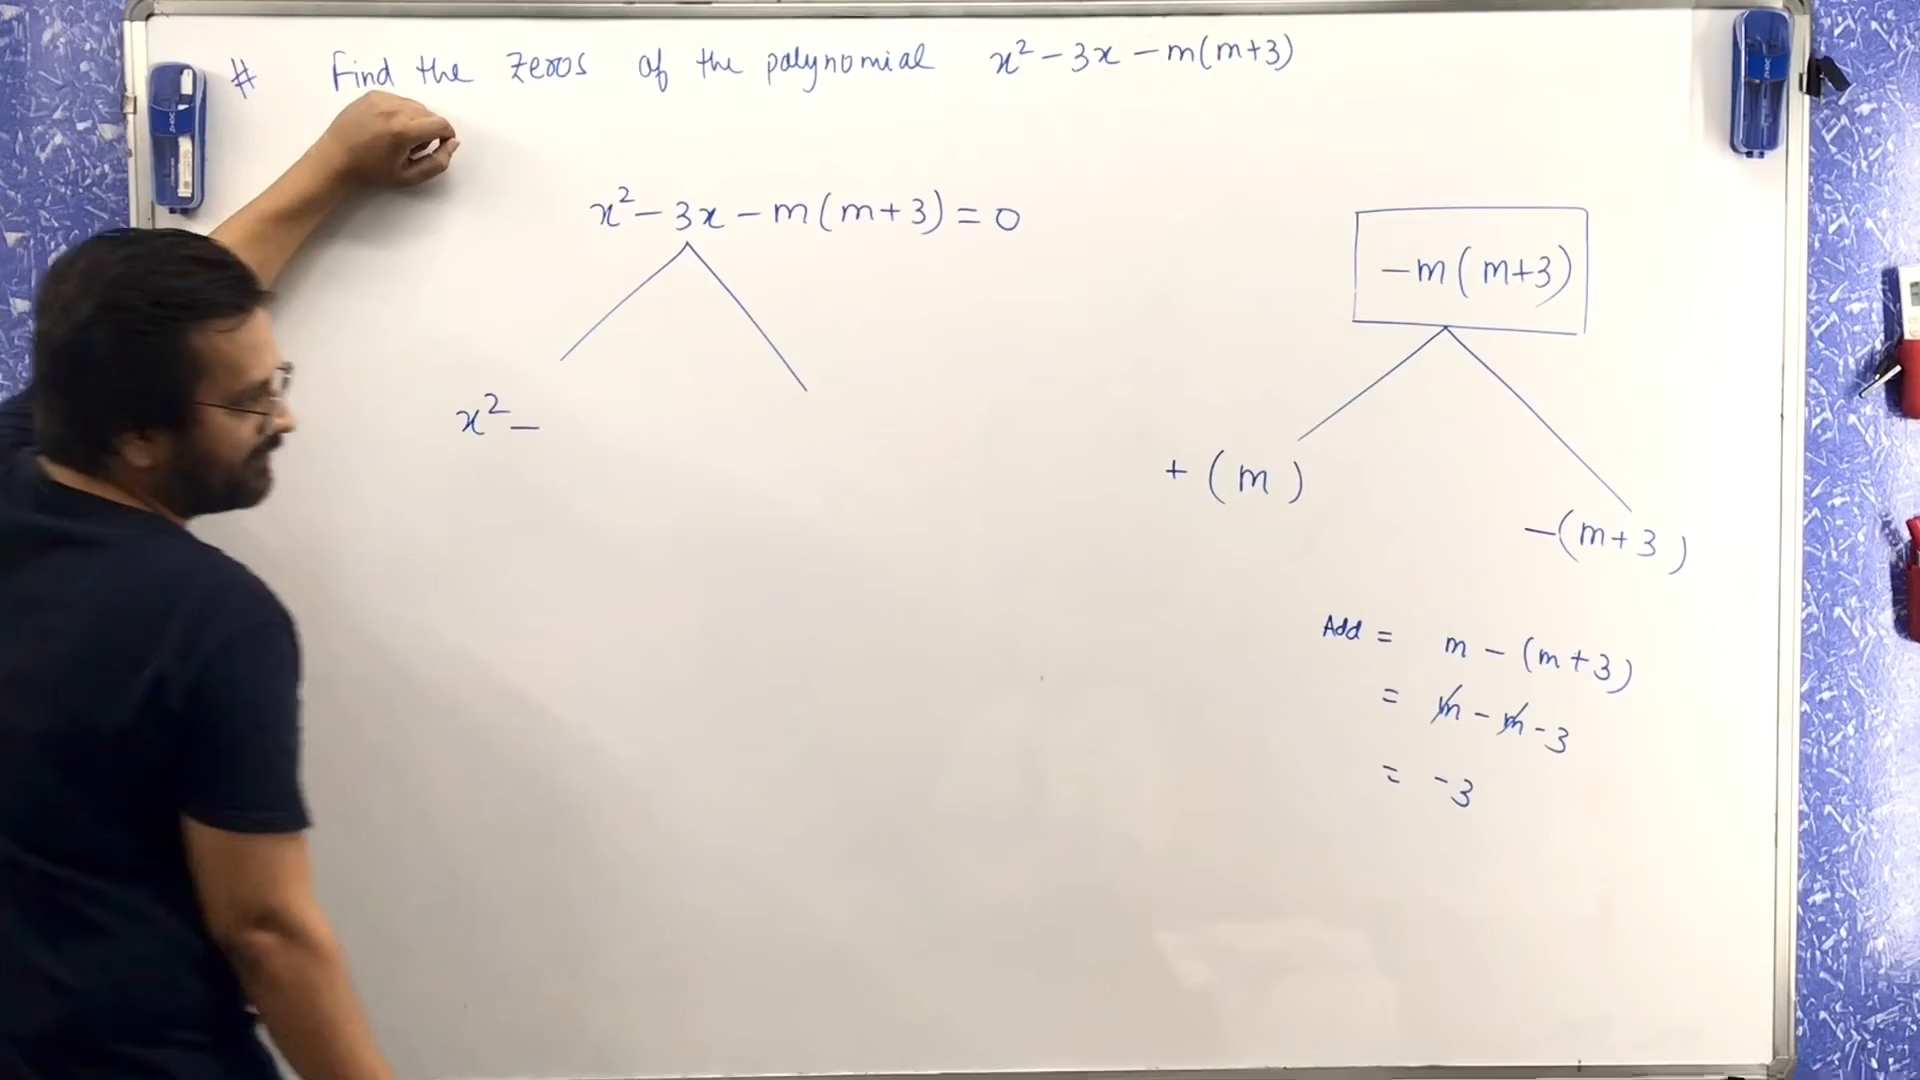 # Find the zeros of the polynomial x² - 3x - m(m+3)
x² - 3x - m(m+3) = 0
x² -
-m(m+3)
+ (m)
-(m+3)
Add = m - (m+3)
= m - m - 3
= -3